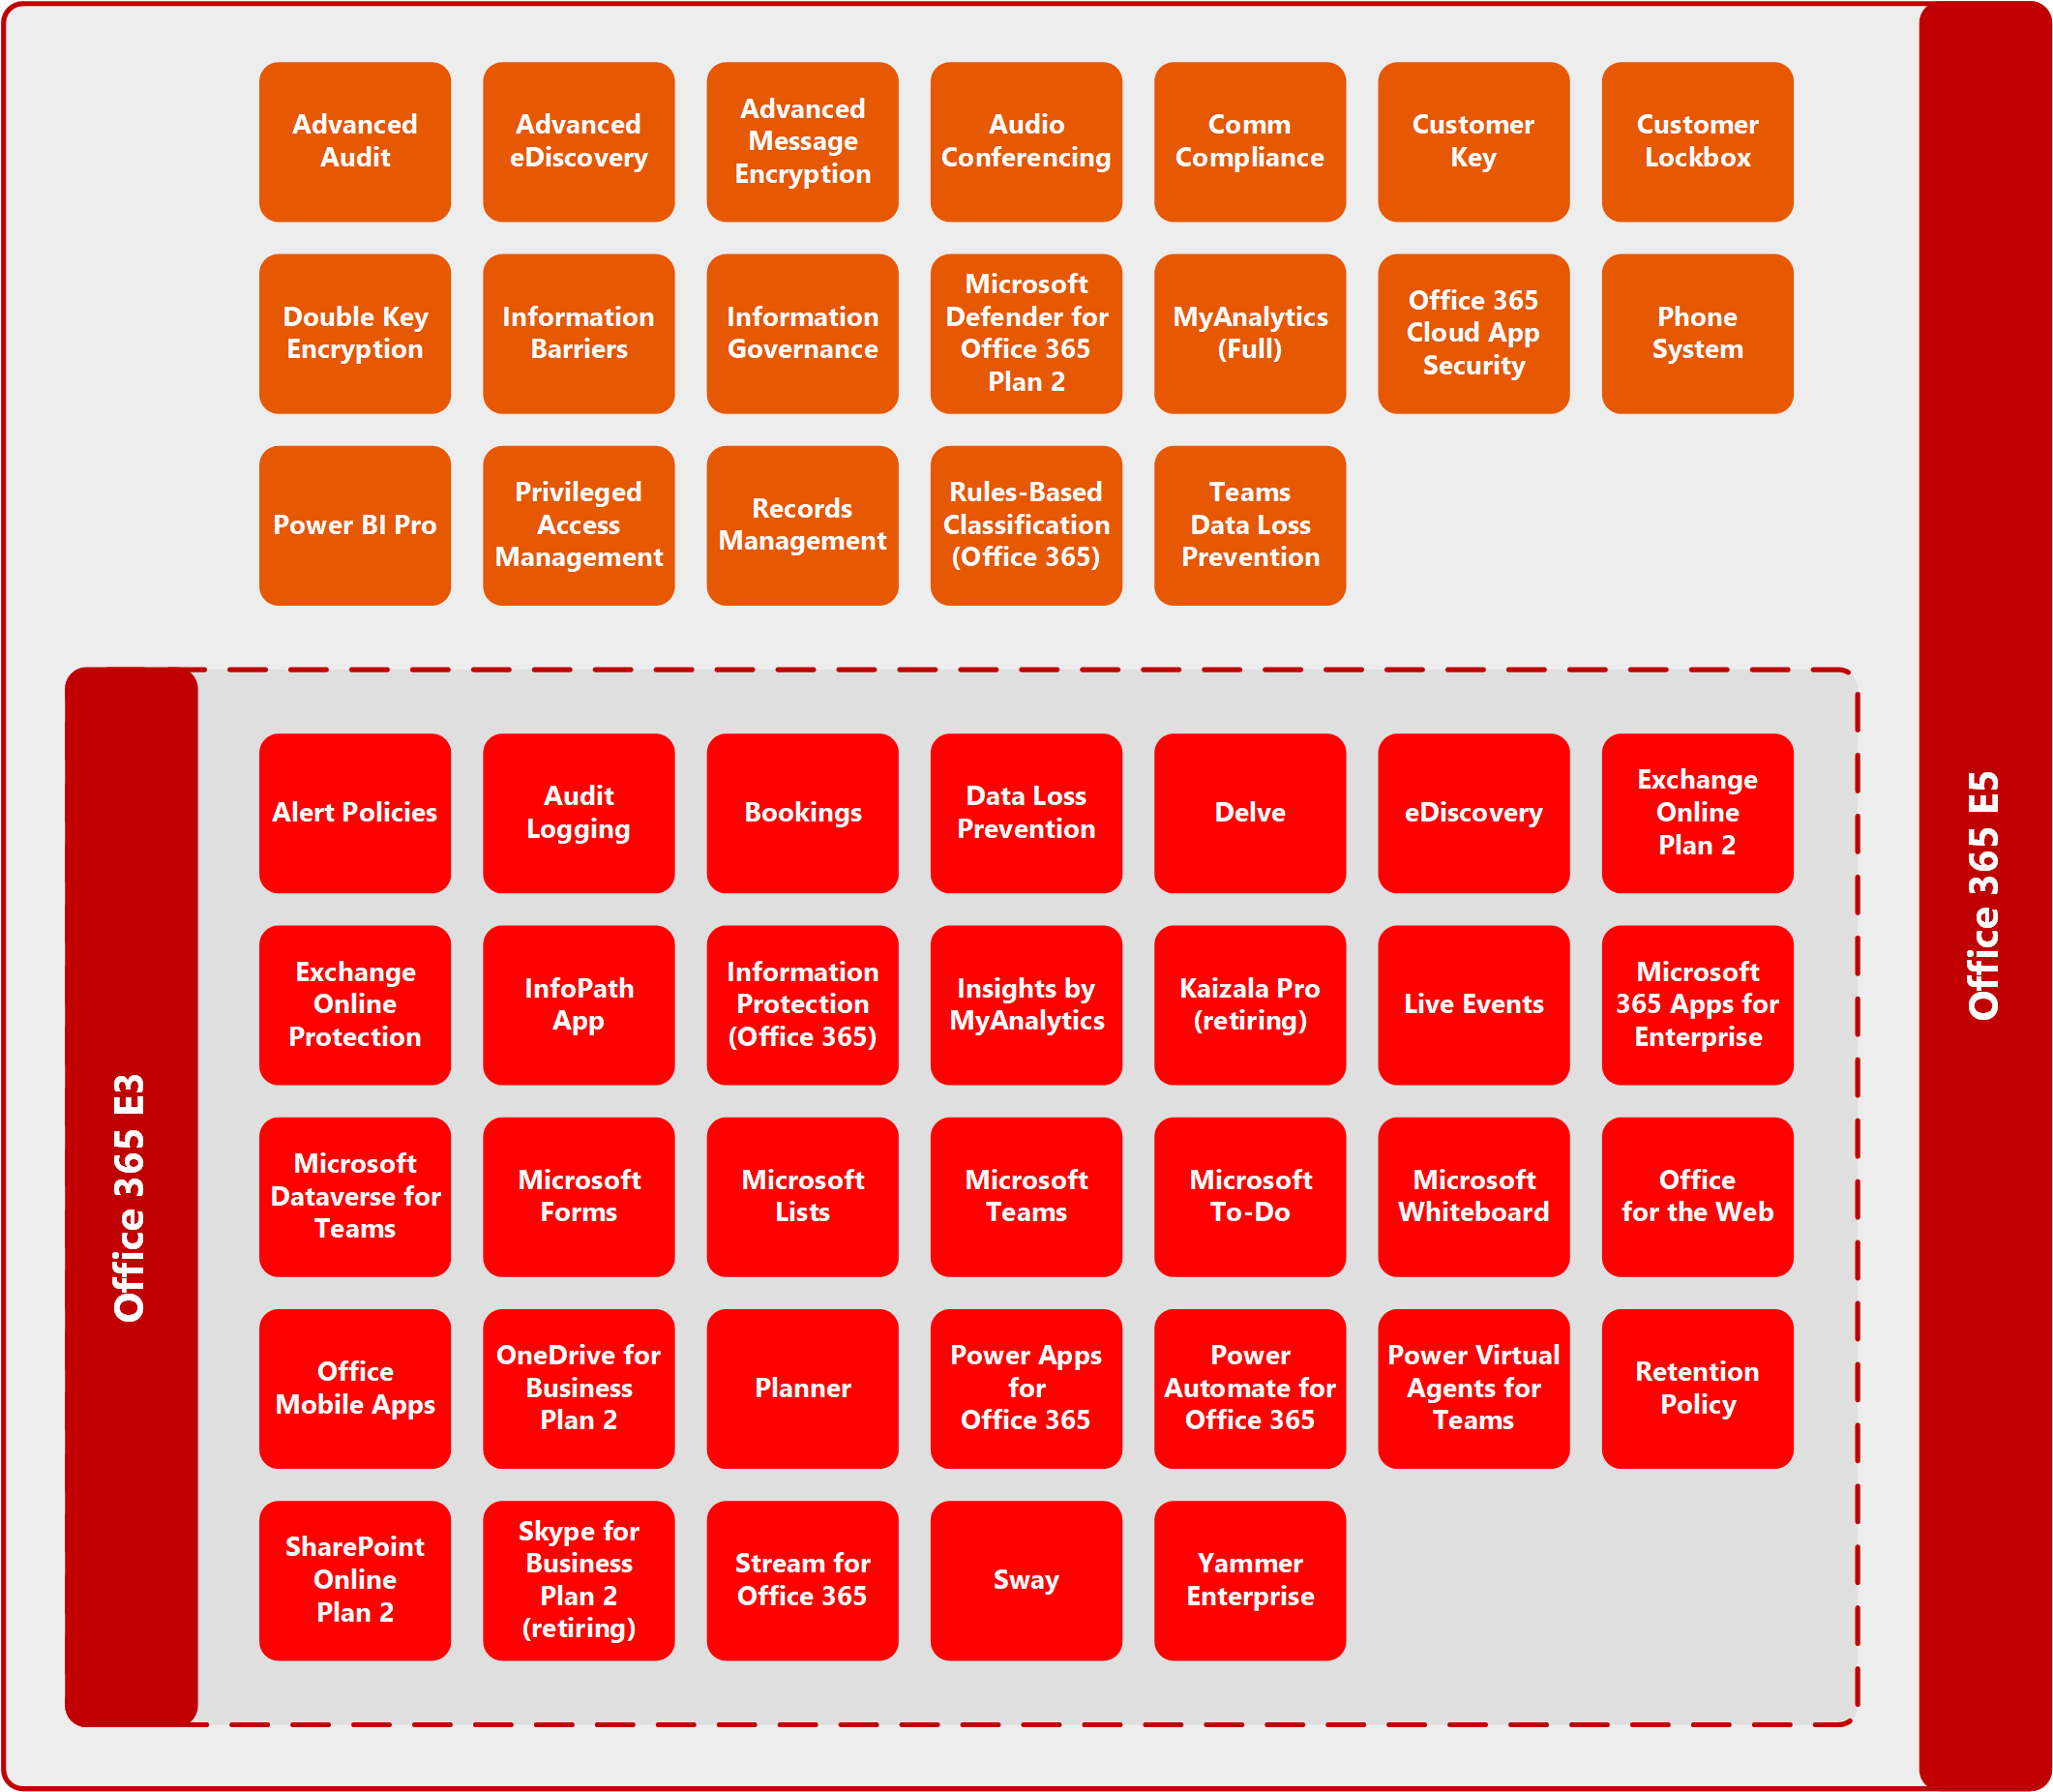 Advanced
Audit
Advanced
eDiscovery
Advanced
Message
Encryption
Audio
Conferencing
Comm
Compliance
Customer
Key
Customer
Lockbox
Double Key
Encryption
Information
Barriers
Information
Governance
Microsoft
Defender for
Office 365
Plan 2
MyAnalytics
(Full)
Office 365
Cloud App
Security
Phone
System
Power BI Pro
Privileged
Access
Management
Records
Management
Rules-Based
Classification
(Office 365)
Teams
Data Loss
Prevention
Office 365 E5
Office 365 E3
Alert Policies
Audit
Logging
Bookings
Data Loss
Prevention
Delve
eDiscovery
Exchange
Online
Plan 2
Exchange
Online
Protection
InfoPath
App
Information
Protection
(Office 365)
Insights by
MyAnalytics
Kaizala Pro
(retiring)
Live Events
Microsoft
365 Apps for
Enterprise
Microsoft
Dataverse for
Teams
Microsoft
Forms
Microsoft
Lists
Microsoft
Teams
Microsoft
To-Do
Microsoft
Whiteboard
Office
for the Web
Office
Mobile Apps
OneDrive for
Business
Plan 2
Planner
Power Apps
for
Office 365
Power
Automate for
Office 365
Power Virtual
Agents for
Teams
Retention
Policy
SharePoint
Online
Plan 2
Skype for
Business
Plan 2
(retiring)
Stream for
Office 365
Sway
Yammer
Enterprise